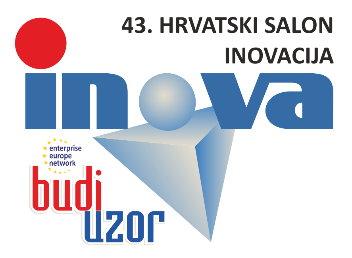 43. HRVATSKI SALON
INOVACIJA
inova
enterprise
europe
network
budi
uzor